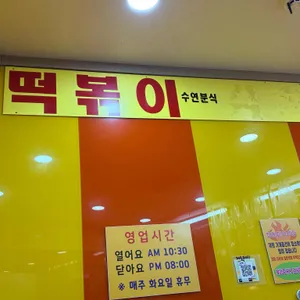 떡볶이 수연분식
영업시간
열어요 AM 10:30
닫아요 PM 08:00
※ 매주 화요일 휴무